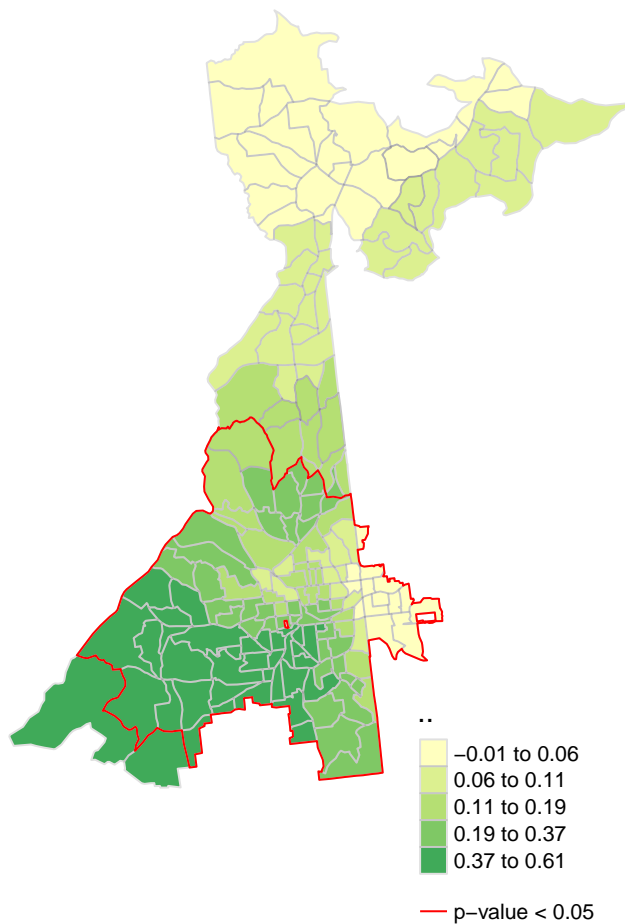 ..
−0.01 to 0.06
0.06 to 0.11
0.11 to 0.19
0.19 to 0.37
0.37 to 0.61
p−value < 0.05